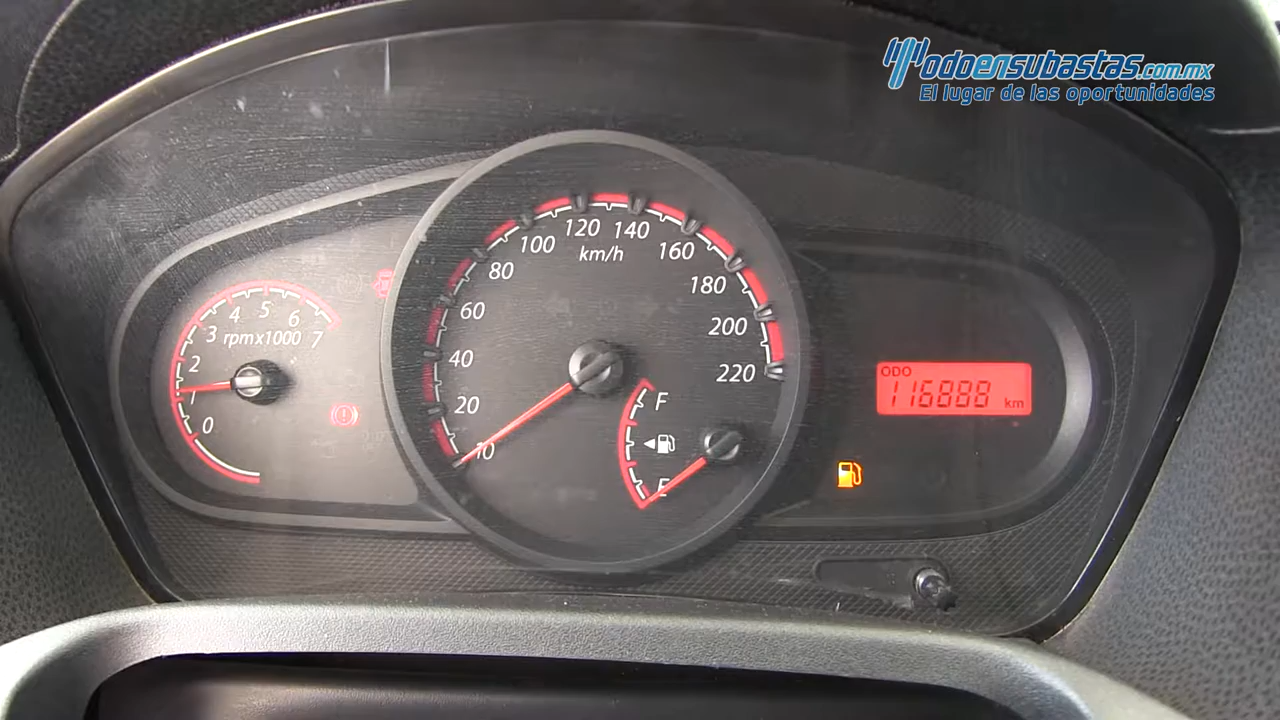 Todoensubastas.com.mx
El lugar de las oportunidades
0
2
3
4
5
6
7
rpmx1000
10
20
40
60
80
100
120
140
160
180
200
220
km/h
F
E
ODO
116888 km